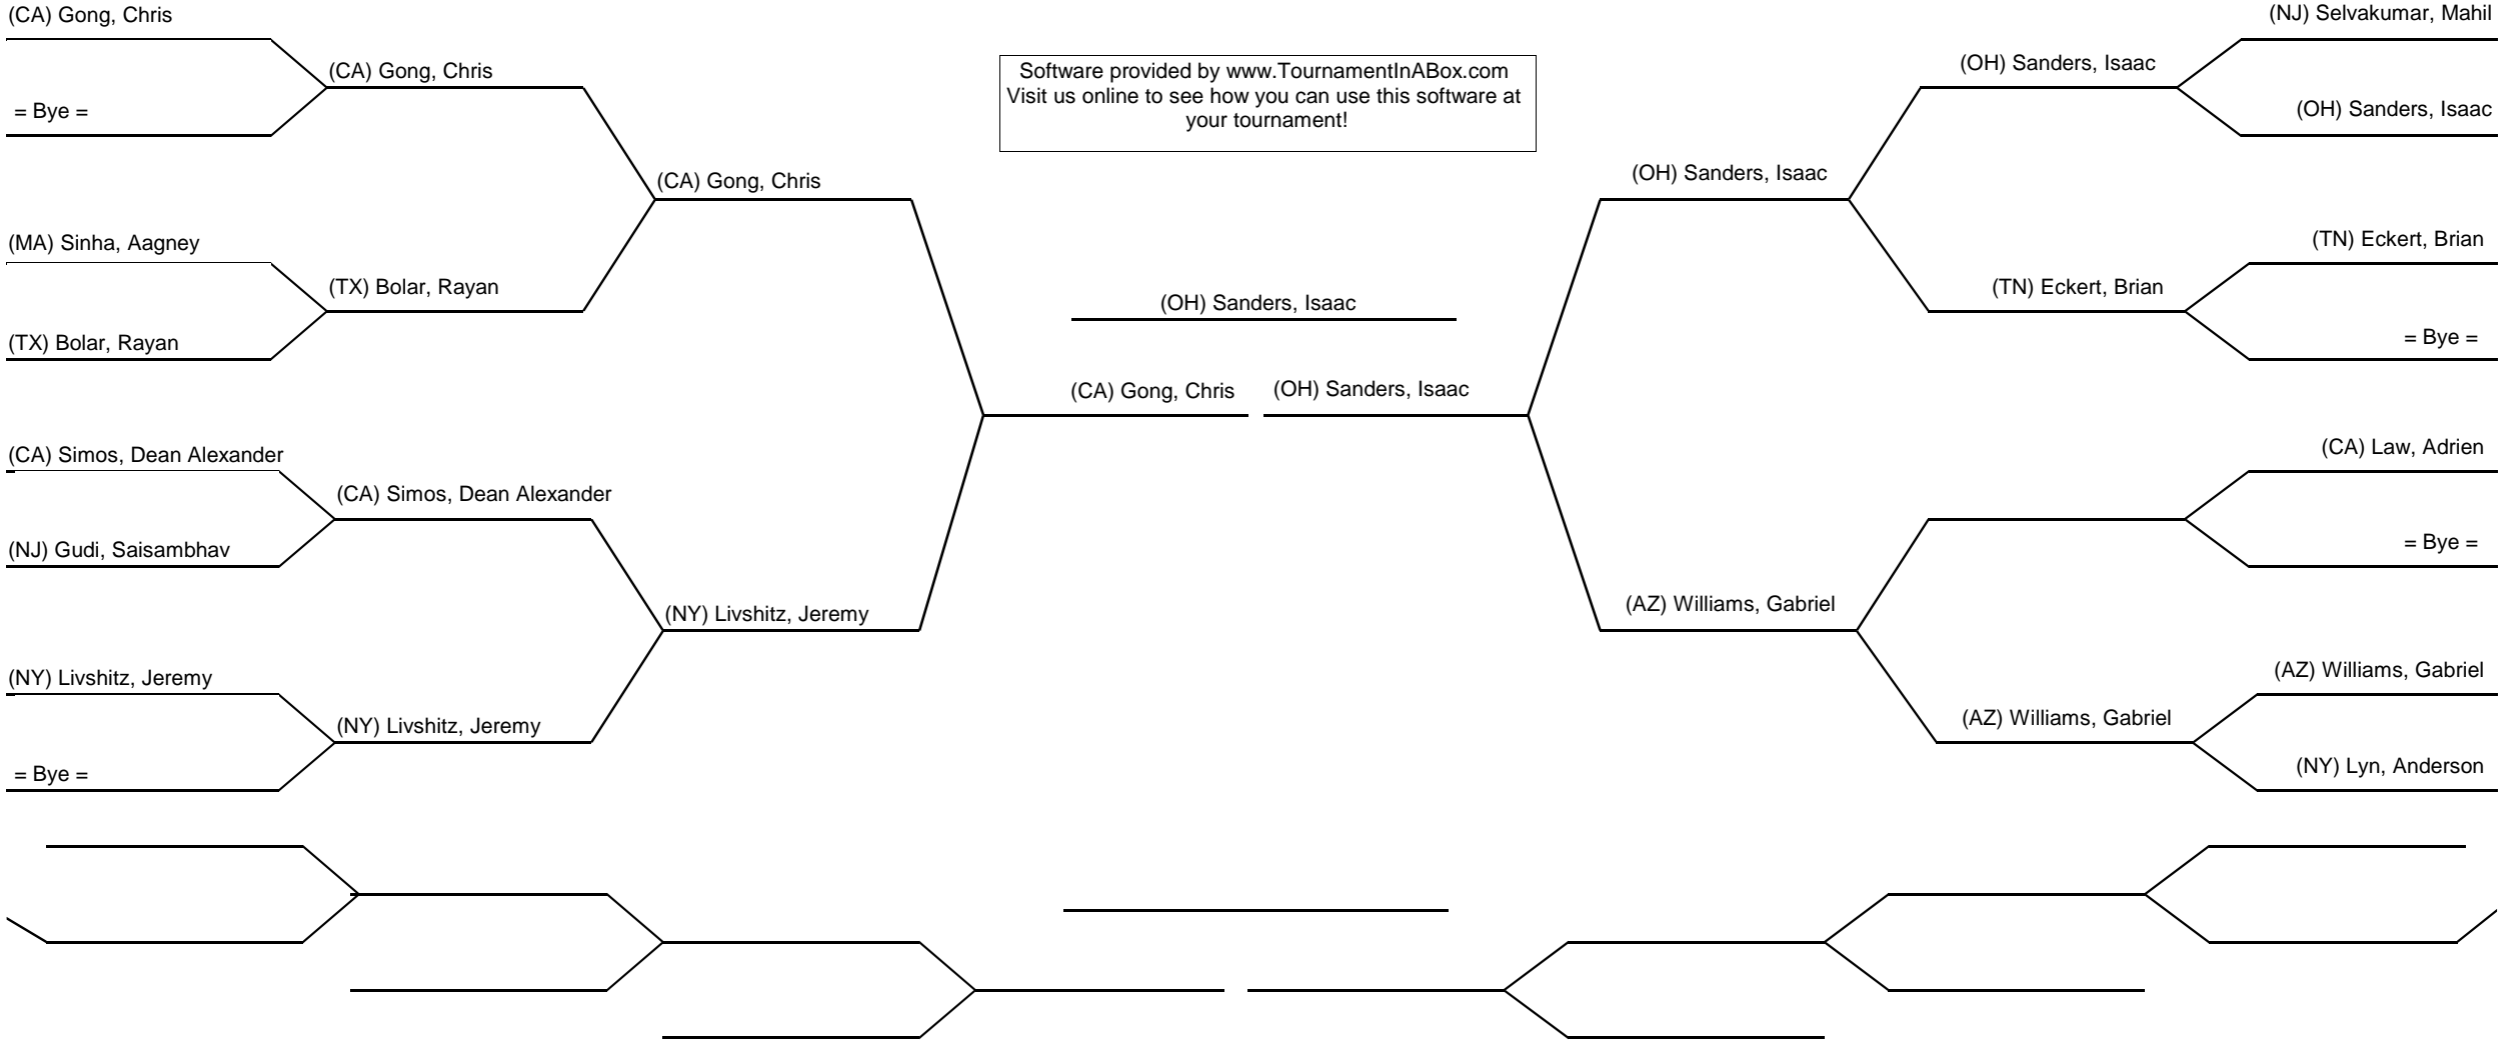 (CA) Gong, Chris
= Bye =
(MA) Sinha, Aagney
(TX) Bolar, Rayan
(CA) Simos, Dean Alexander
(NJ) Gudi, Saisambhav
(NY) Livshitz, Jeremy
= Bye =
(CA) Gong, Chris
(TX) Bolar, Rayan
(CA) Simos, Dean Alexander
(NY) Livshitz, Jeremy
(CA) Gong, Chris
(NY) Livshitz, Jeremy
Software provided by www.TournamentInABox.com
Visit us online to see how you can use this software at
your tournament!
(OH) Sanders, Isaac
(CA) Gong, Chris
(OH) Sanders, Isaac
(OH) Sanders, Isaac
(AZ) Williams, Gabriel
(OH) Sanders, Isaac
(TN) Eckert, Brian
(AZ) Williams, Gabriel
(NJ) Selvakumar, Mahil
(OH) Sanders, Isaac
(TN) Eckert, Brian
= Bye =
(CA) Law, Adrien
= Bye =
(AZ) Williams, Gabriel
(NY) Lyn, Anderson